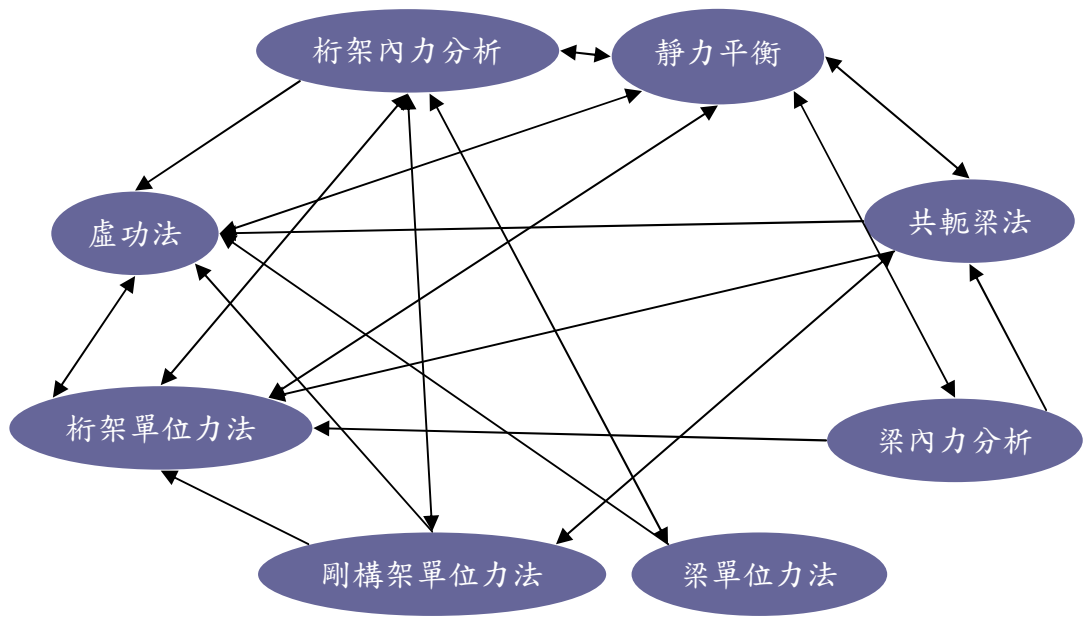 桁架內力分析
靜力平衡
虛功法
共軛梁法
桁架單位力法
梁內力分析
剛構架單位力法
梁單位力法